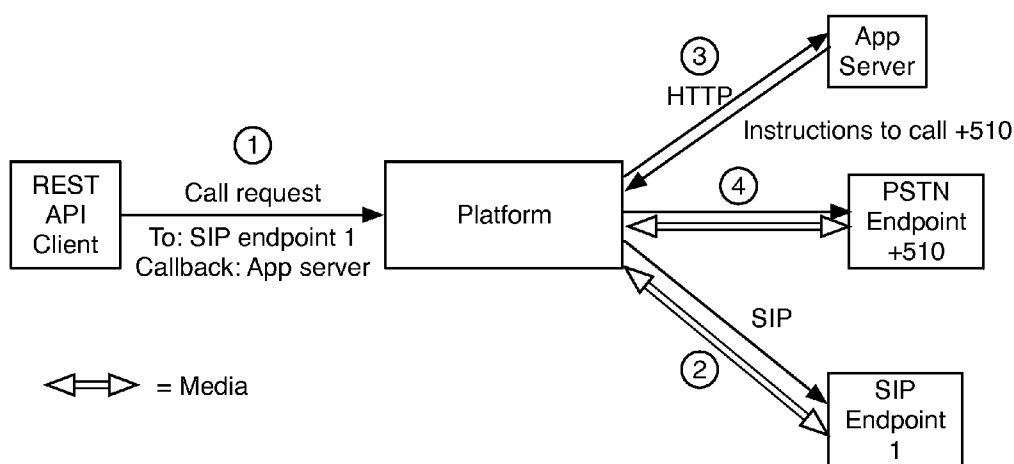 App
Server
3
HTTP
Instructions to call +510
1
REST
API
Client
Call request
To: SIP endpoint 1
Callback: App server
Platform
4
PSTN
Endpoint
+510
SIP
2
= Media
SIP
Endpoint
1